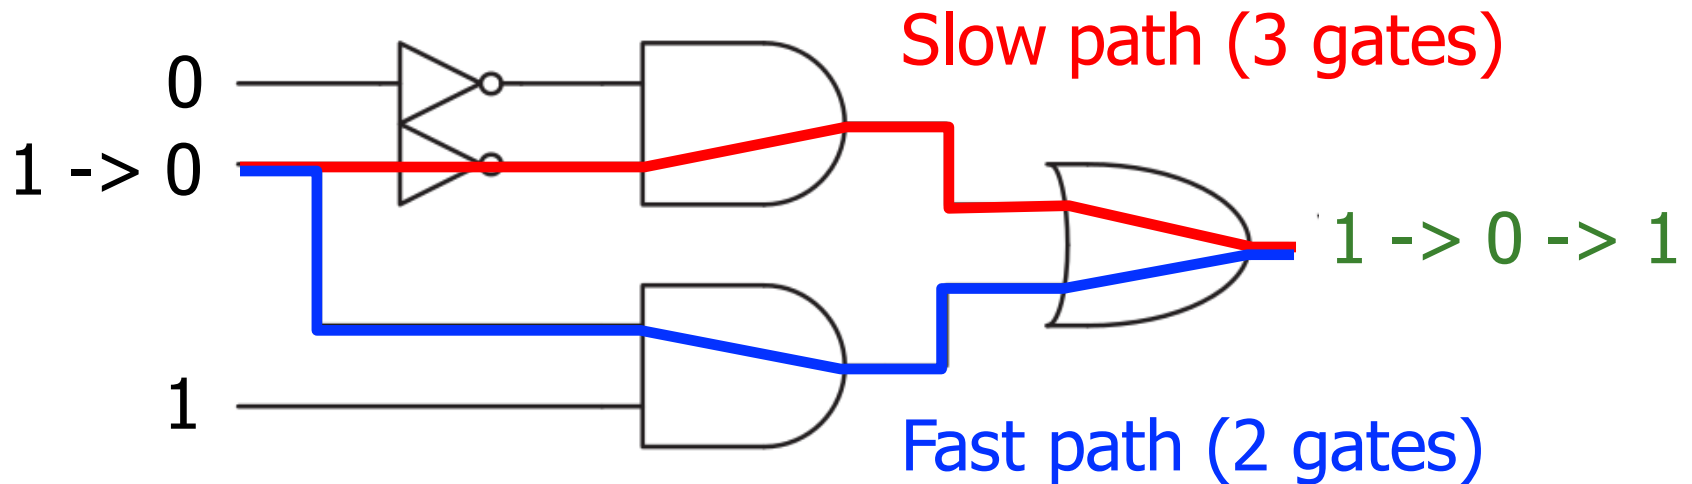 Slow path (3 gates)
0
1 -> 0
1 -> 0 -> 1
1
Fast path (2 gates)